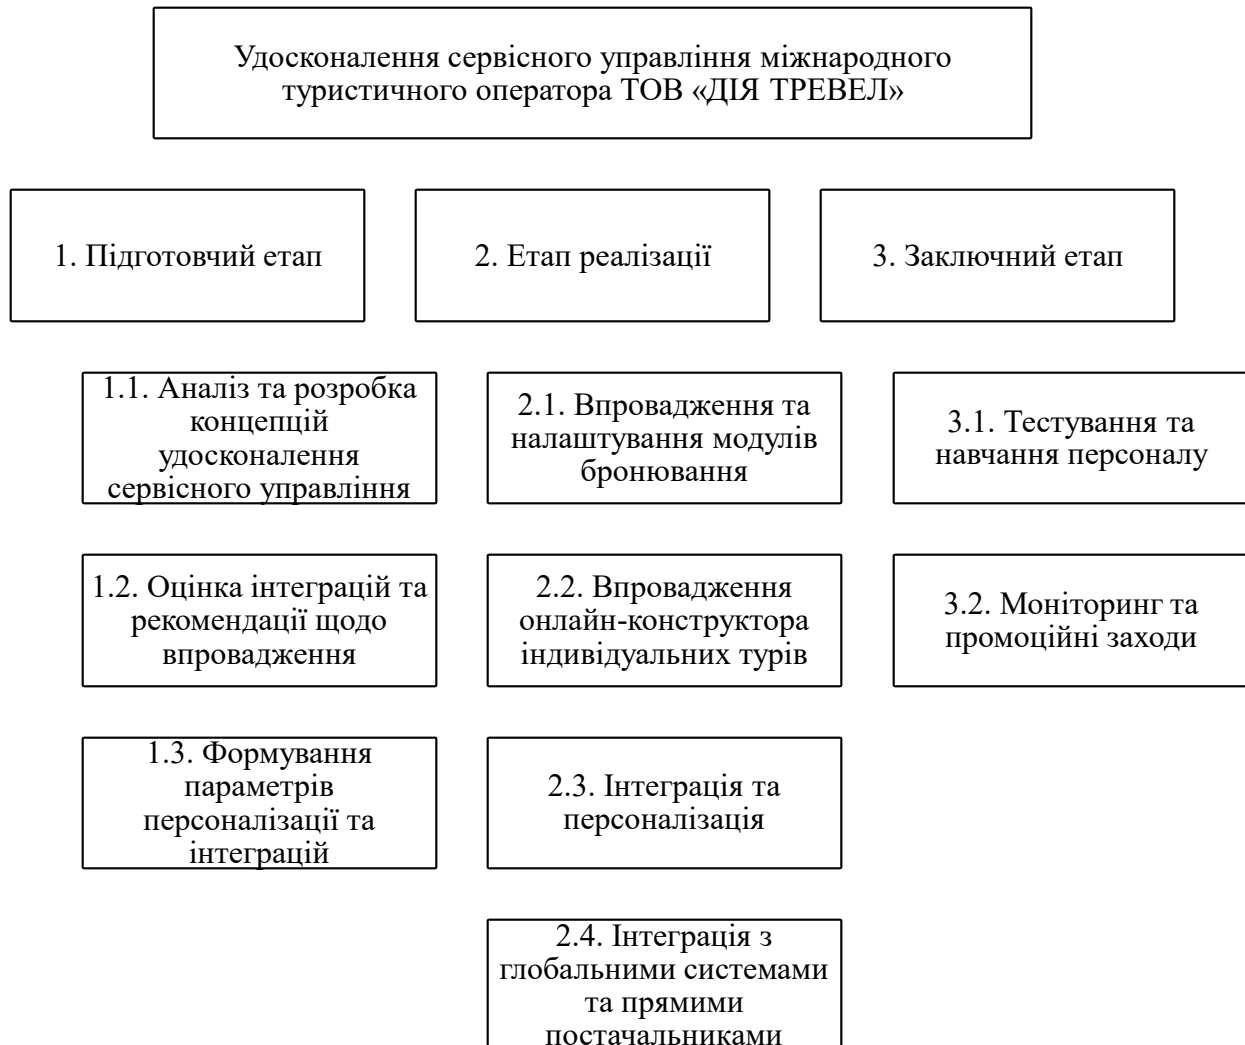 Удосконалення сервісного управління міжнародного
туристичного оператора ТОВ «ДІЯ ТРЕВЕЛ»
1. Підготовчий етап
2. Етап реалізації
3. Заключний етап
1.1. Аналіз та розробка
концепцій
удосконалення
сервісного управління
2.1. Впровадження та
налаштування модулів
бронювання
3.1. Тестування та
навчання персоналу
1.2. Оцінка інтеграцій та
рекомендації щодо
впровадження
2.2. Впровадження
онлайн-конструктора
індивідуальних турів
3.2. Моніторинг та
промоційні заходи
1.3. Формування
параметрів
персоналізації та
інтеграцій
2.3. Інтеграція та
персоналізація
2.4. Інтеграція з
глобальними системами
та прямими
постачальниками